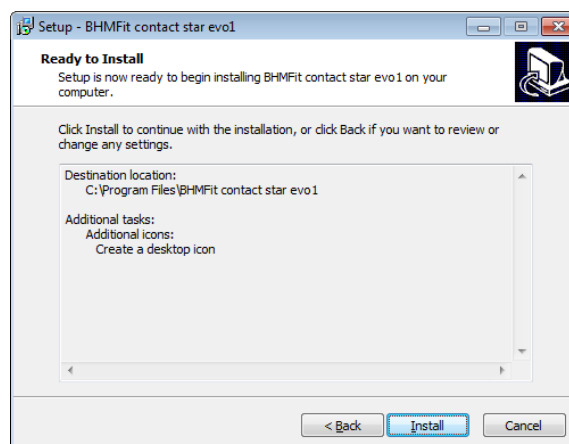 Setup - BHMFit contact star evo1
Ready to Install
Setup is now ready to begin installing BHMFit contact star evo1 on your
computer.
Click Install to continue with the installation, or click Back if you want to review or
change any settings.
Destination location:
C:\Program Files\BHMFit contact star evo1
Additional tasks:
Additional icons:
Create a desktop icon
< Back
Install
Cancel